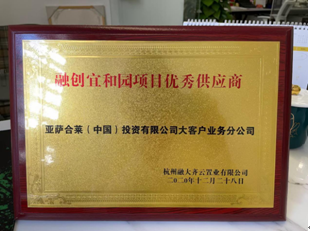 融创宜和园项目优秀供应商
亚萨合莱（中国）投资有限公司大客户业务分公司
杭州融大齐云置业有限公司
二0二0年十二月二十八日